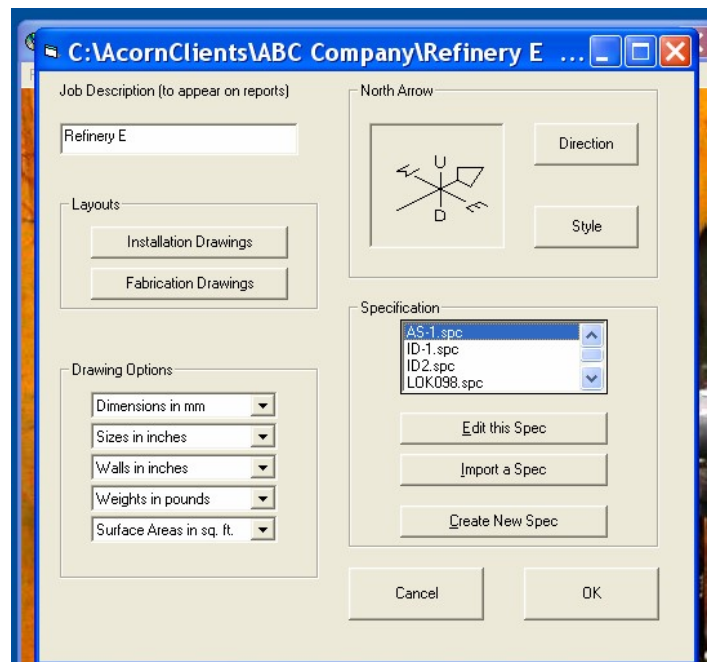 C:\AcornClients\ABC Company\Refinery E ...
Job Description (to appear on reports)
Refinery E
Layouts
Installation Drawings
Fabrication Drawings
Drawing Options
Dimensions in mm
Sizes in inches
Walls in inches
Weights in pounds
Surface Areas in sq. ft.
North Arrow
N
U
D
E
Direction
Style
Specification
AS-1.spc
ID-1.spc
ID2.spc
LOK098.spc
Edit this Spec
Import a Spec
Create New Spec
Cancel
OK